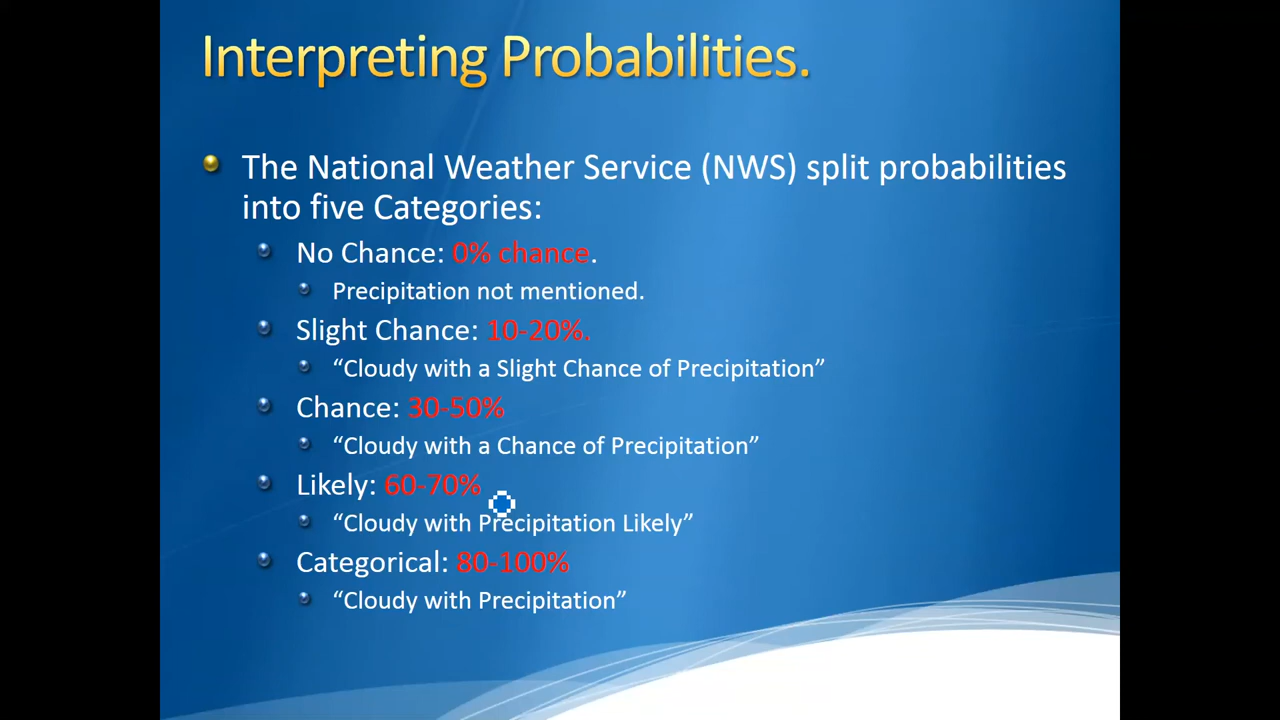 Interpreting Probabilities.
The National Weather Service (NWS) split probabilities
into five Categories:
No Chance: 0% chance.
Precipitation not mentioned.
Slight Chance: 10-20%.
“Cloudy with a Slight Chance of Precipitation”
Chance: 30-50%
“Cloudy with a Chance of Precipitation”
Likely: 60-70%
“Cloudy with Precipitation Likely”
Categorical: 80-100%
“Cloudy with Precipitation”